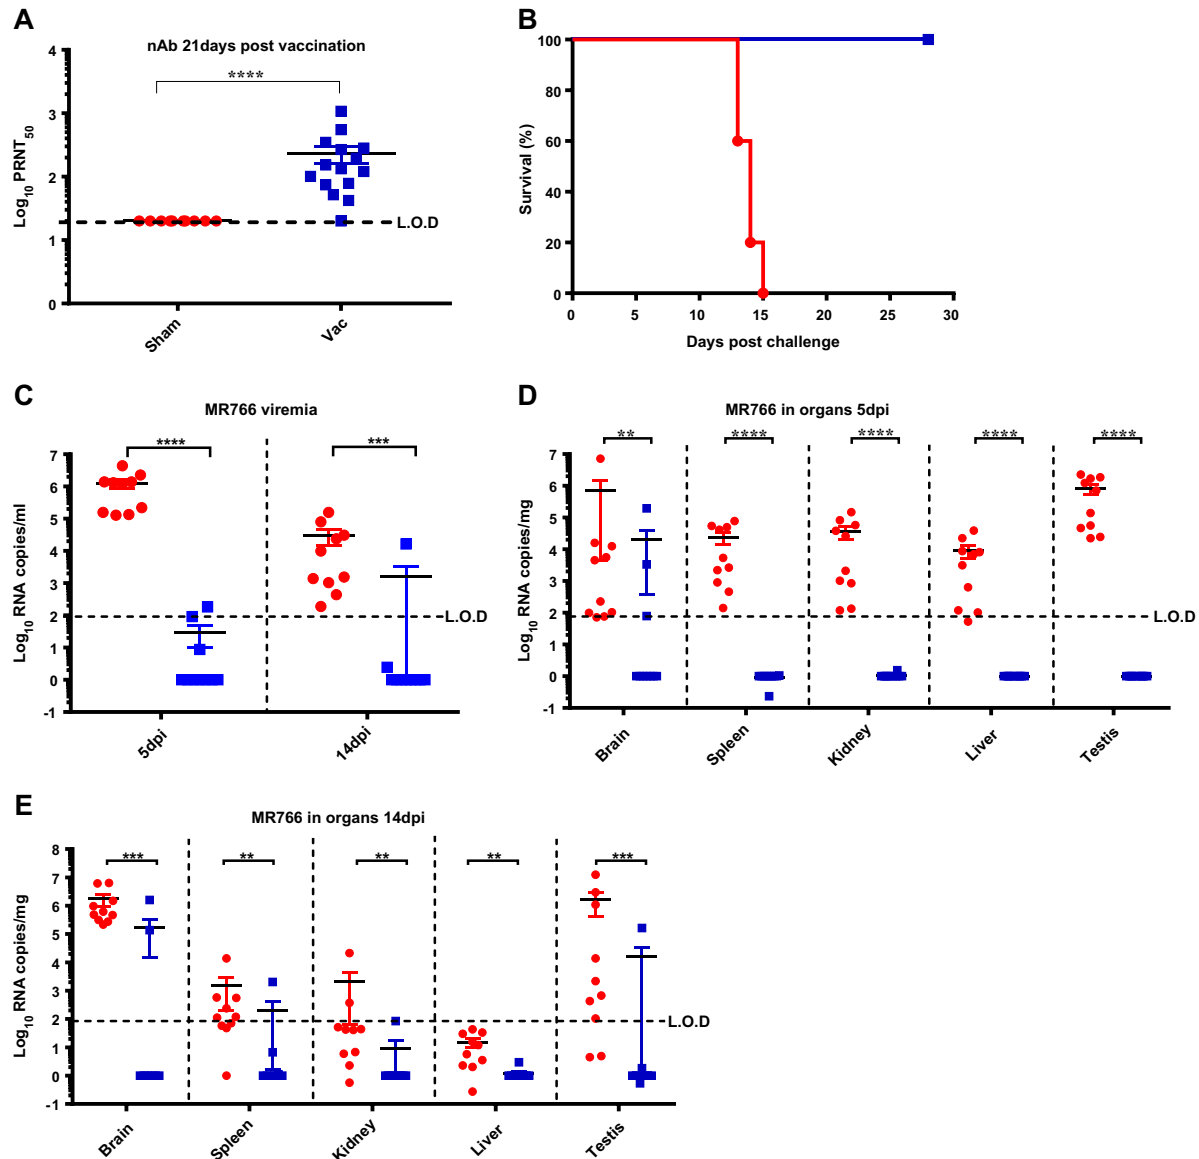 A
nAb 21days post vaccination
4
3
2
1
0
Log10 PRNT50
****
L.O.D
Sham
Vac
B
100
80
60
40
20
0
Survival (%)
0 5 10 15 20 25 30
Days post challenge
C
MR766 viremia
7
6
5
4
3
2
1
0
-1
Log10 RNA copies/ml
****
***
L.O.D
5dpi
14dpi
D
MR766 in organs 5dpi
7
6
5
4
3
2
1
0
-1
Log10 RNA copies/mg
**
****
****
****
****
L.O.D
Brain
Spleen
Kidney
Liver
Testis
E
MR766 in organs 14dpi
8
7
6
5
4
3
2
1
0
-1
Log10 RNA copies/mg
***
**
**
**
***
L.O.D
Brain
Spleen
Kidney
Liver
Testis